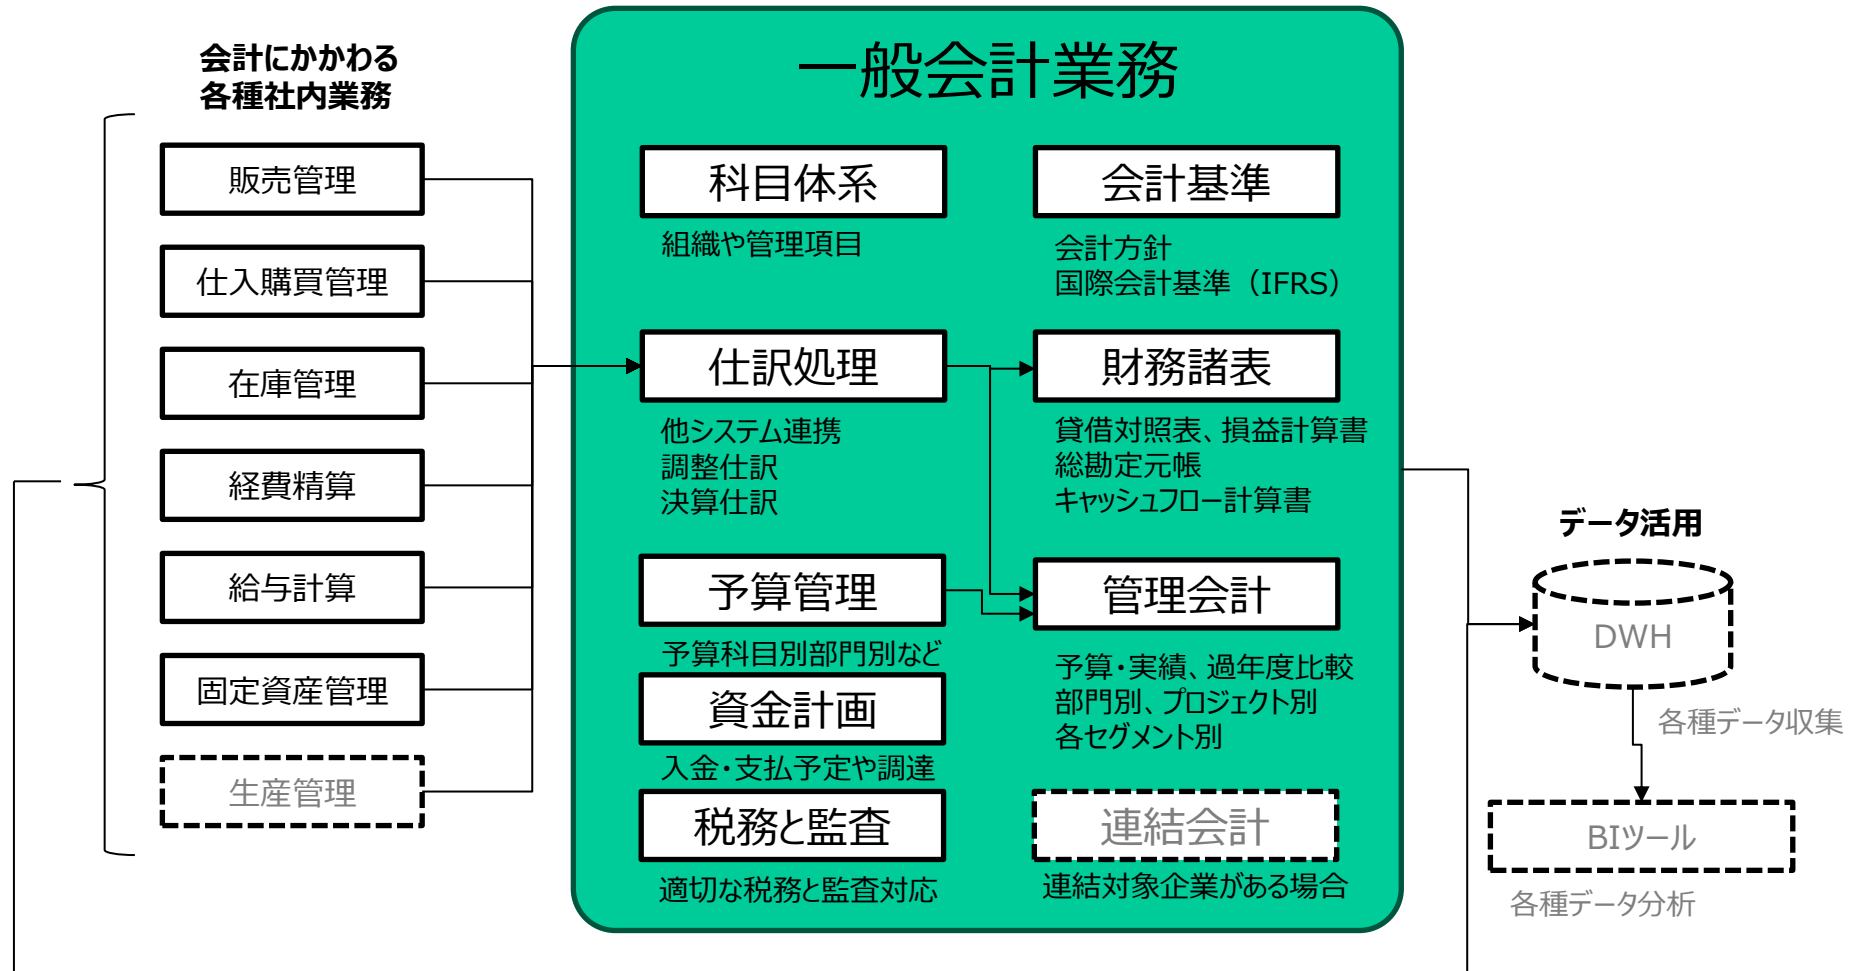 会計にかかわる
各種社内業務
販売管理
仕入購買管理
在庫管理
経費精算
給与計算
固定資産管理
生産管理
一般会計業務
科目体系
組織や管理項目
会計基準
会計方針
国際会計基準（IFRS）
仕訳処理
他システム連携
調整仕訳
決算仕訳
財務諸表
貸借対照表、損益計算書
総勘定元帳
キャッシュフロー計算書
予算管理
予算科目別部門別など
管理会計
予算・実績、過年度比較
部門別、プロジェクト別
各セグメント別
資金計画
入金・支払予定や調達
税務と監査
適切な税務と監査対応
連結会計
連結対象企業がある場合
データ活用
DWH
各種データ収集
BIツール
各種データ分析